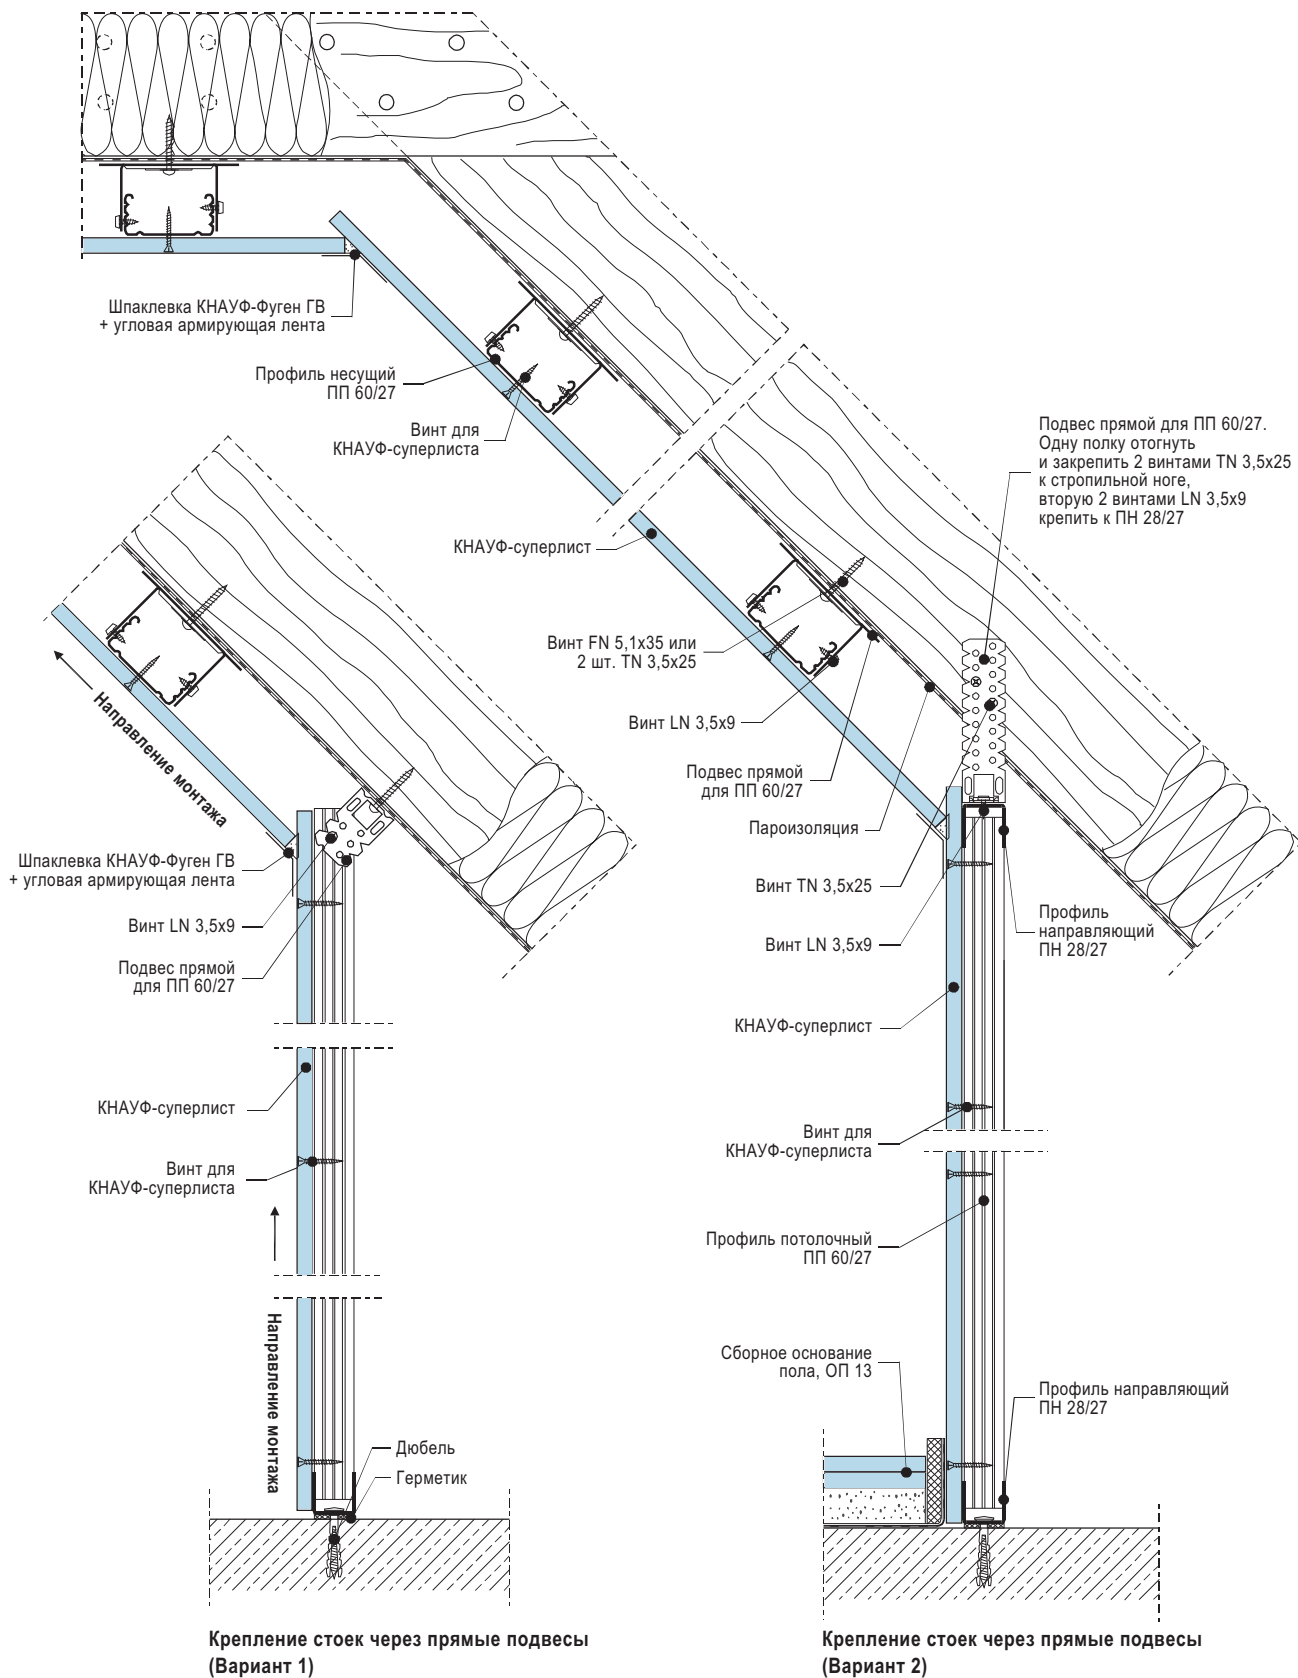 Шпаклевка КНАУФ-Фуген ГВ
+ угловая армирующая лента
Профиль несущий
ПП 60/27
Винт для
КНАУФ-суперлиста
КНАУФ-суперлист
Подвес прямой для ПП 60/27.
Одну полку отогнуть
и закрепить 2 винтами TN 3,5x25
к стропильной ноге,
вторую 2 винтами LN 3,5x9
крепить к ПН 28/27
Винт FN 5,1x35 или
2 шт. TN 3,5x25
Винт LN 3,5x9
Подвес прямой
для ПП 60/27
Пароизоляция
Винт TN 3,5x25
Винт LN 3,5x9
Профиль
направляющий
ПН 28/27
КНАУФ-суперлист
Винт для
КНАУФ-суперлиста
Профиль потолочный
ПП 60/27
Сборное основание
пола, ОП 13
Профиль направляющий
ПН 28/27
Направление монтажа
Шпаклевка КНАУФ-Фуген ГВ
+ угловая армирующая лента
Винт LN 3,5x9
Подвес прямой
для ПП 60/27
КНАУФ-суперлист
Винт для
КНАУФ-суперлиста
Направление монтажа
Дюбель
Герметик
Крепление стоек через прямые подвесы
(Вариант 1)
Крепление стоек через прямые подвесы
(Вариант 2)